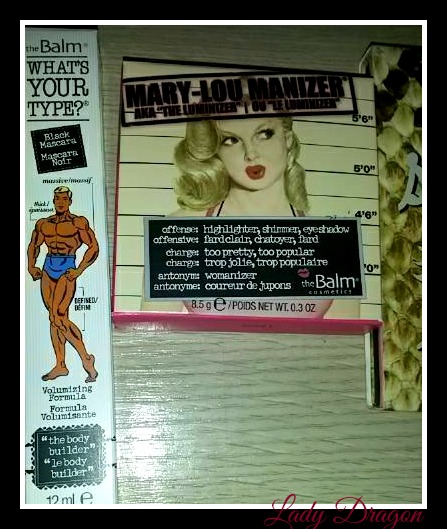 the Balm®
WHAT'S
YOUR
TYPE?®
Black
Mascara
Mascara
Noir
massive/massif
thick/
épaisseur
DEFINED/
DÉFINI
Volumizing
Formula
Formula
Volumisante
"the body
builder"
"le body
builder"
12 ml e
MARY-LOU MANIZER®
AKA "THE LUMINIZER" | OU "LE LUMINIZER"
5'6
5'0
4'6
offense: highlighter, shimmer, eyeshadow
offensive: fard clair, chatoyer, fard
charge: too pretty, too popular
charge: trop jolie, trop populaire
antonym: womanizer
antonyme: coureur de jupons
the Balm®
cosmetics
8.5 g e/POIDS NET WT. 0.3 OZ
Lady Dragon